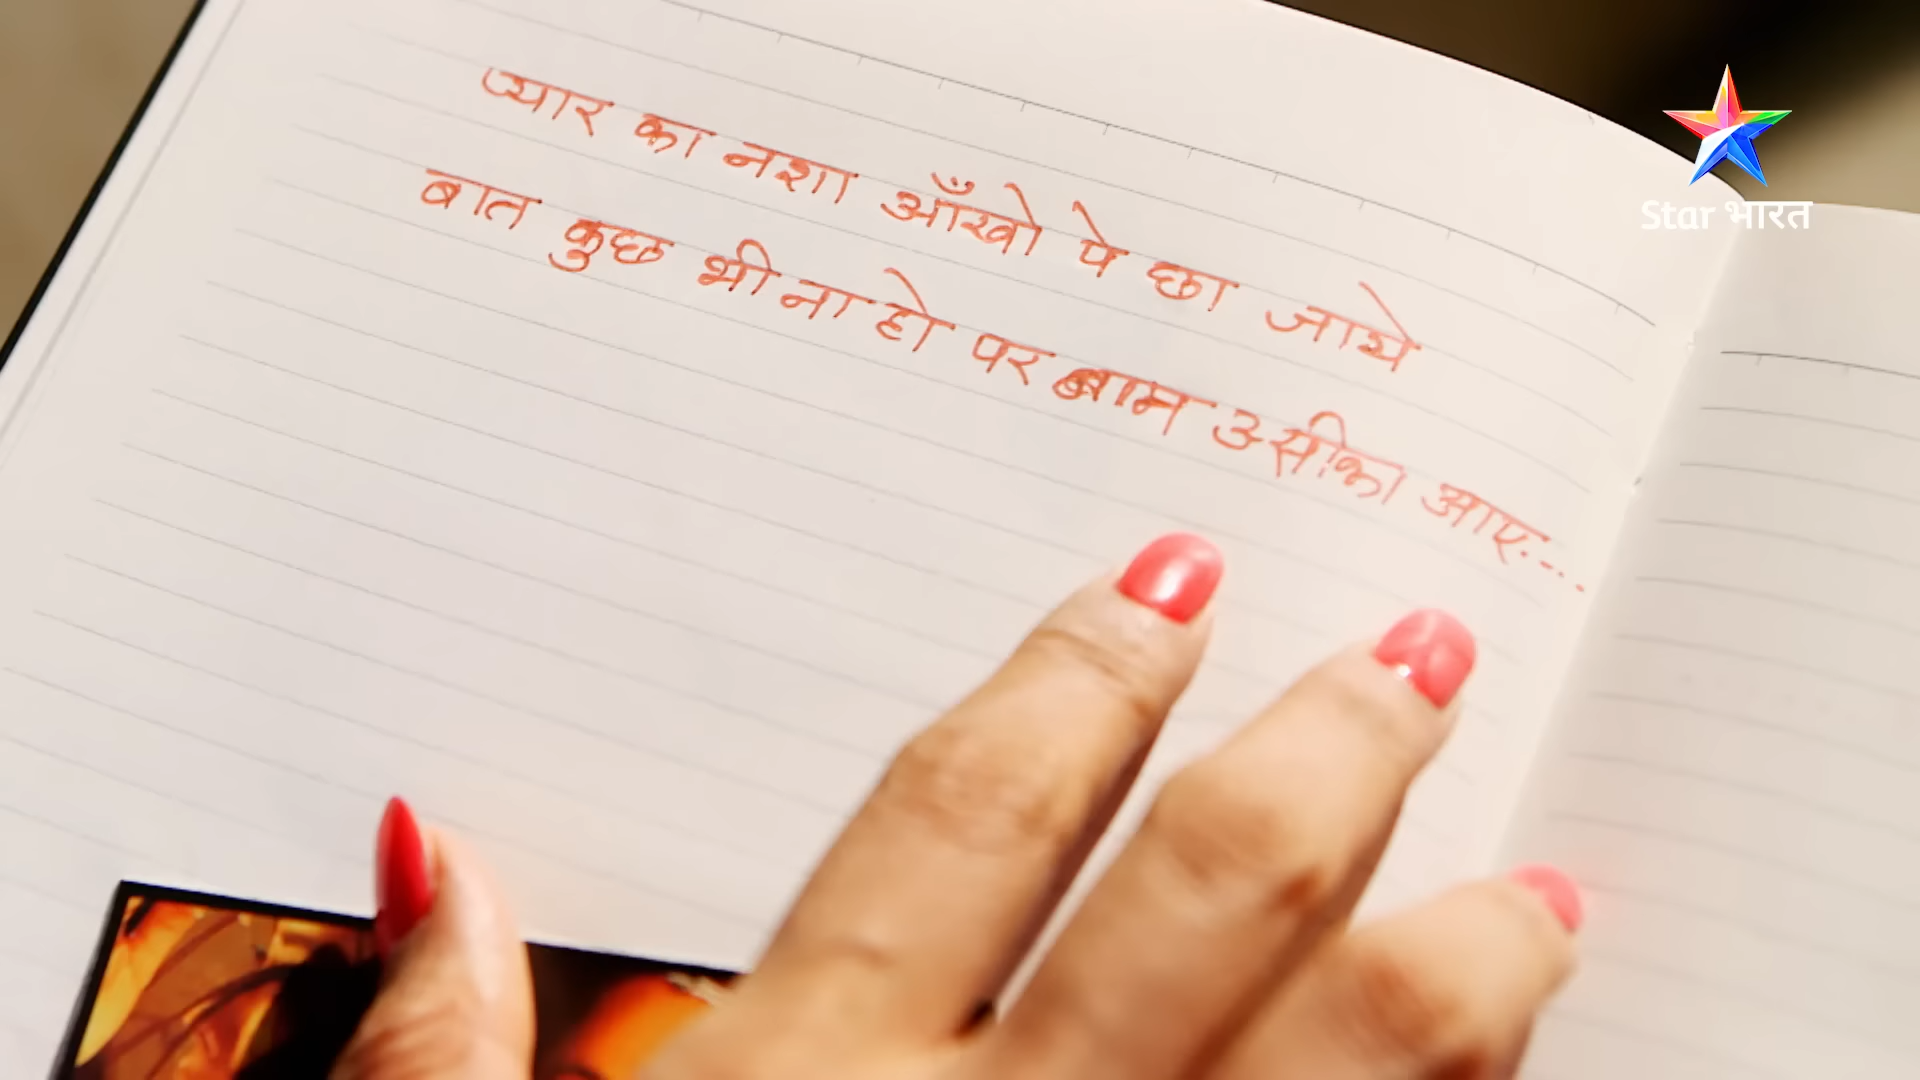 प्यार का नशा आँखो पे छा जाये
बात कुछ भी ना हो पर नाम उसीका आए....
Star भारत